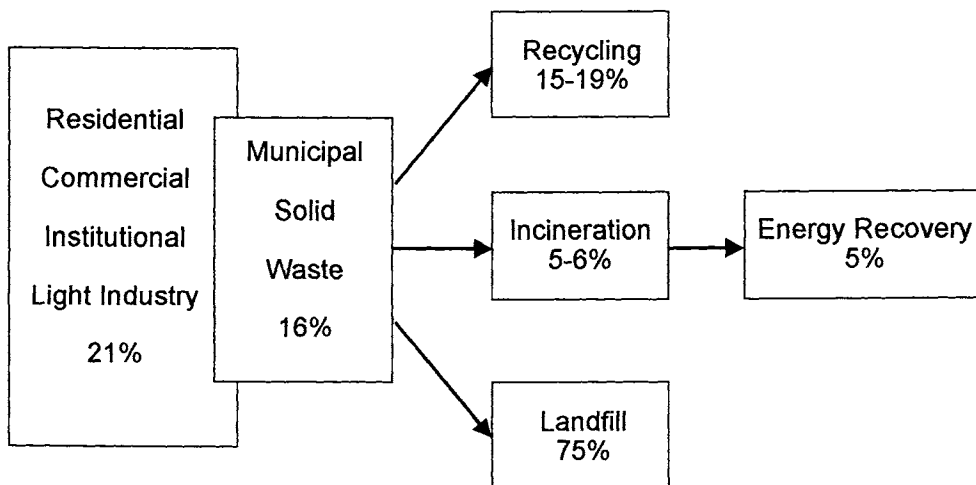 Residential
Commercial
Institutional
Light Industry
21%
Municipal
Solid
Waste
16%
Recycling
15-19%
Incineration
5-6%
Energy Recovery
5%
Landfill
75%